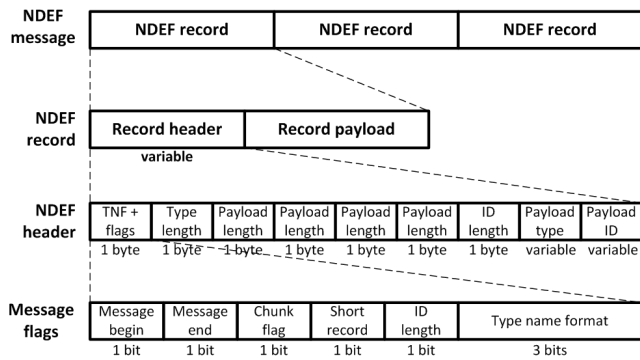 NDEF message
NDEF record NDEF record NDEF record
NDEF record
Record header Record payload
variable
NDEF header
TNF + flags Type length Payload length Payload length Payload length Payload length ID length Payload type Payload ID
1 byte 1 byte 1 byte 1 byte 1 byte 1 byte 1 byte variable variable
Message flags
Message begin Message end Chunk flag Short record ID length Type name format
1 bit 1 bit 1 bit 1 bit 1 bit 3 bits